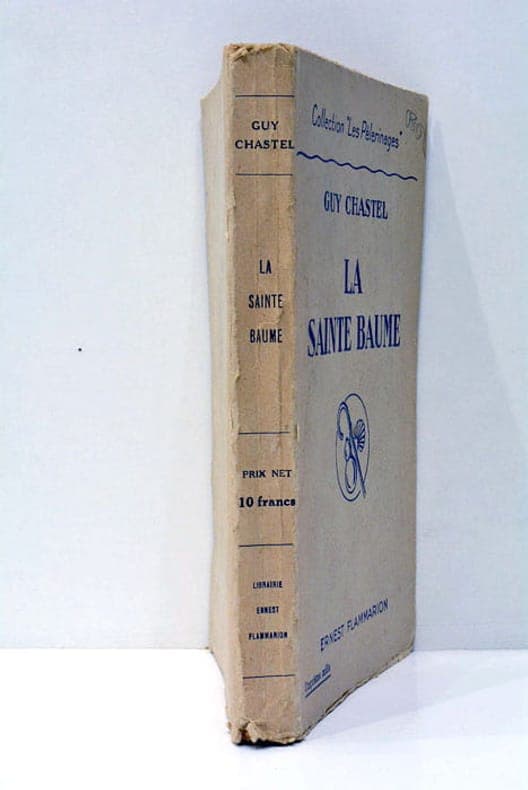 GUY
CHASTEL
LA
SAINTE
BAUME
PRIX NET
10 francs
LIBRAIRIE
ERNEST
FLAMMARION
Collection "Les Pèlerinages"
GUY CHASTEL
LA
SAINTE BAUME
ERNEST FLAMMARION
mille